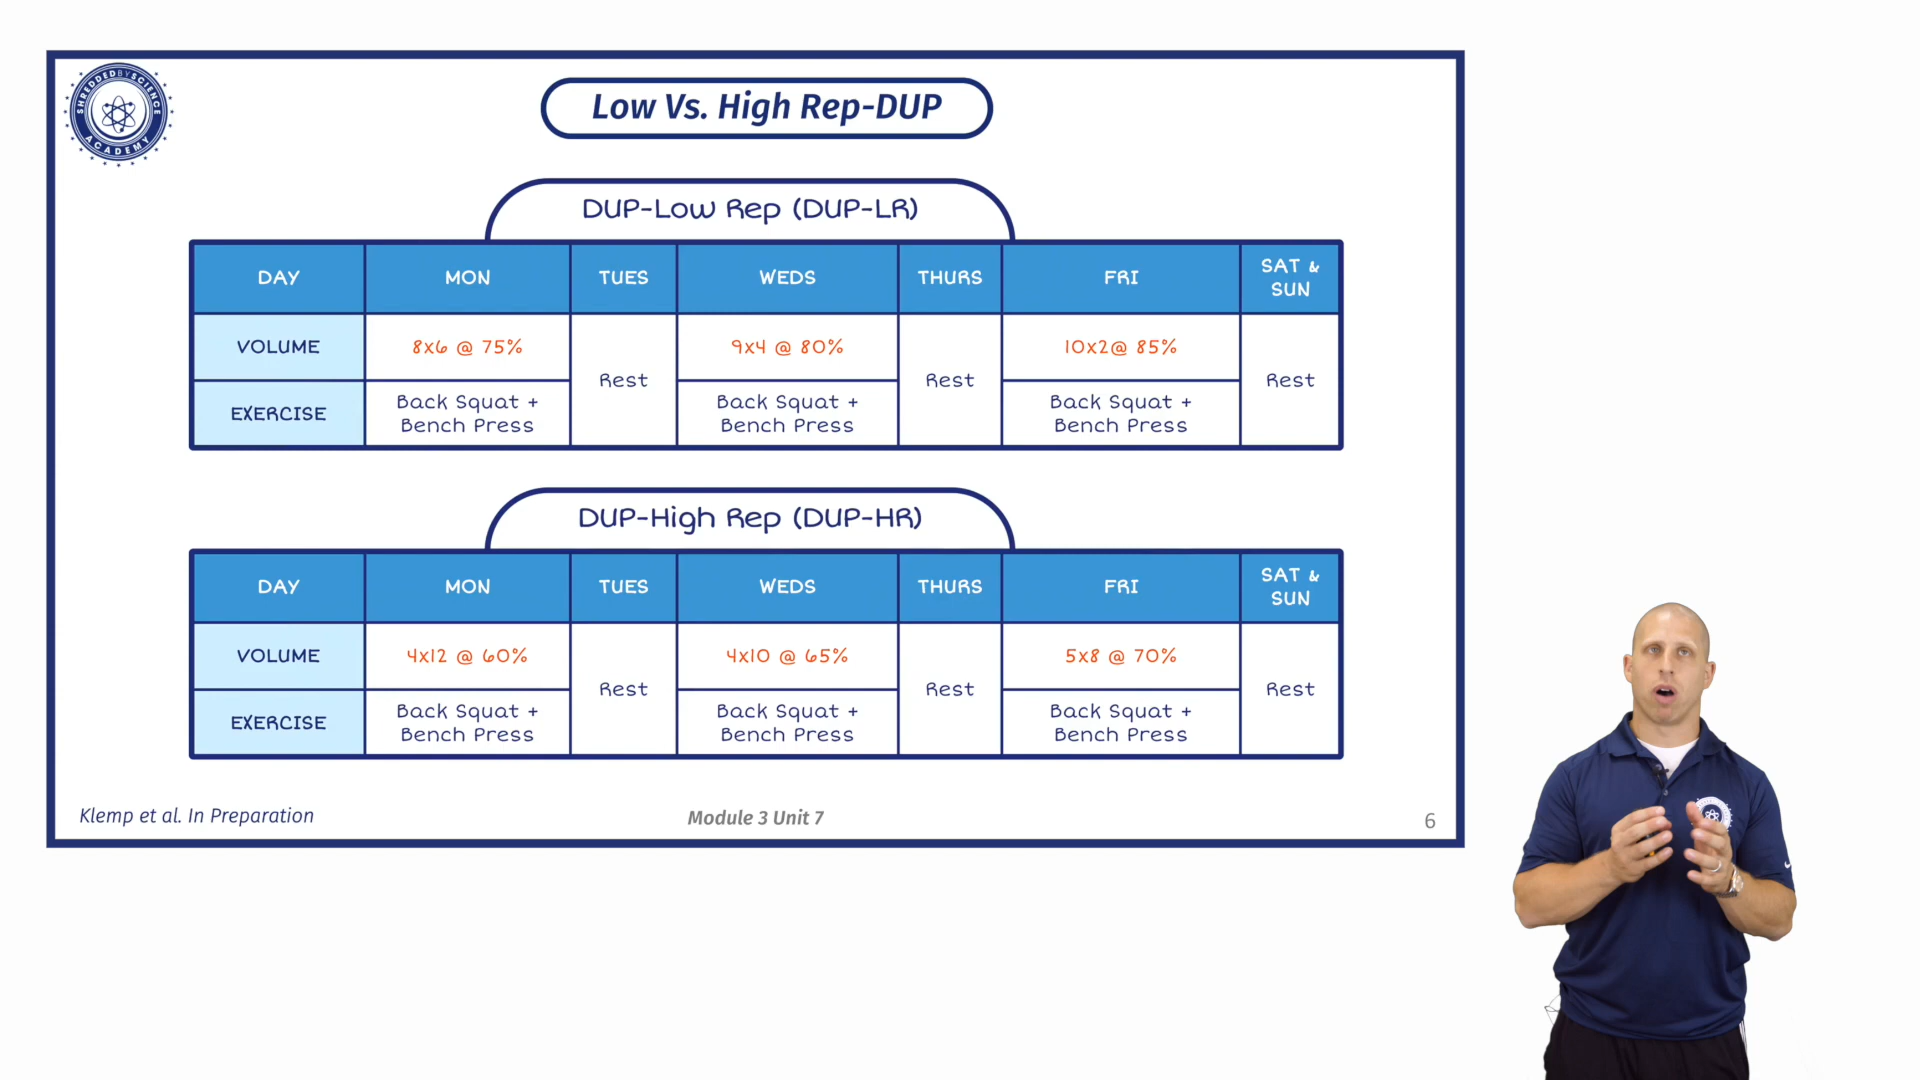 SHREDDEDBYSCIENCE
ACADEMY
Low Vs. High Rep-DUP
DUP-Low Rep (DUP-LR)
DAY MON TUES WEDS THURS FRI SAT & SUN
VOLUME 8x6 @ 75% Rest 9x4 @ 80% Rest 10x2@ 85% Rest
EXERCISE Back Squat + Bench Press Back Squat + Bench Press Back Squat + Bench Press
DUP-High Rep (DUP-HR)
DAY MON TUES WEDS THURS FRI SAT & SUN
VOLUME 4x12 @ 60% Rest 4x10 @ 65% Rest 5x8 @ 70% Rest
EXERCISE Back Squat + Bench Press Back Squat + Bench Press Back Squat + Bench Press
Klemp et al. In Preparation
Module 3 Unit 7
6